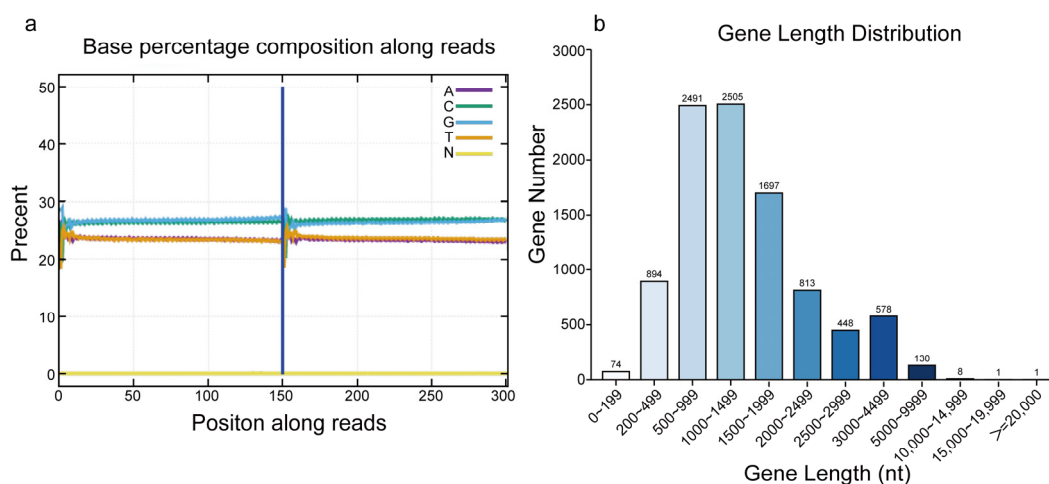 a
Base percentage composition along reads
50
40
30
20
10
0
Precent
A
C
G
T
N
0 50 100 150 200 250 300
Positon along reads
b
Gene Length Distribution
3000
2500
2000
1500
1000
500
0
Gene Number
74
894
2491
2505
1697
813
448
578
130
8
1
1
0~199
200~499
500~999
1000~1499
1500~1999
2000~2499
2500~2999
3000~4499
5000~9999
10,000~14,999
15,000~19,999
>=20,000
Gene Length (nt)